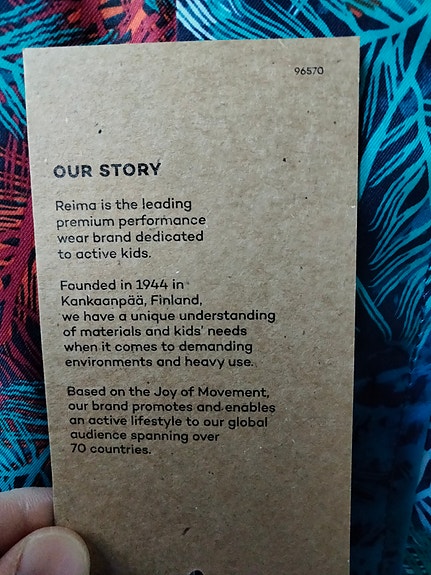 96570
OUR STORY
Reima is the leading
premium performance
wear brand dedicated
to active kids.
Founded in 1944 in
Kankaanpää, Finland,
we have a unique understanding
of materials and kids' needs
when it comes to demanding
environments and heavy use.
Based on the Joy of Movement,
our brand promotes and enables
an active lifestyle to our global
audience spanning over
70 countries.